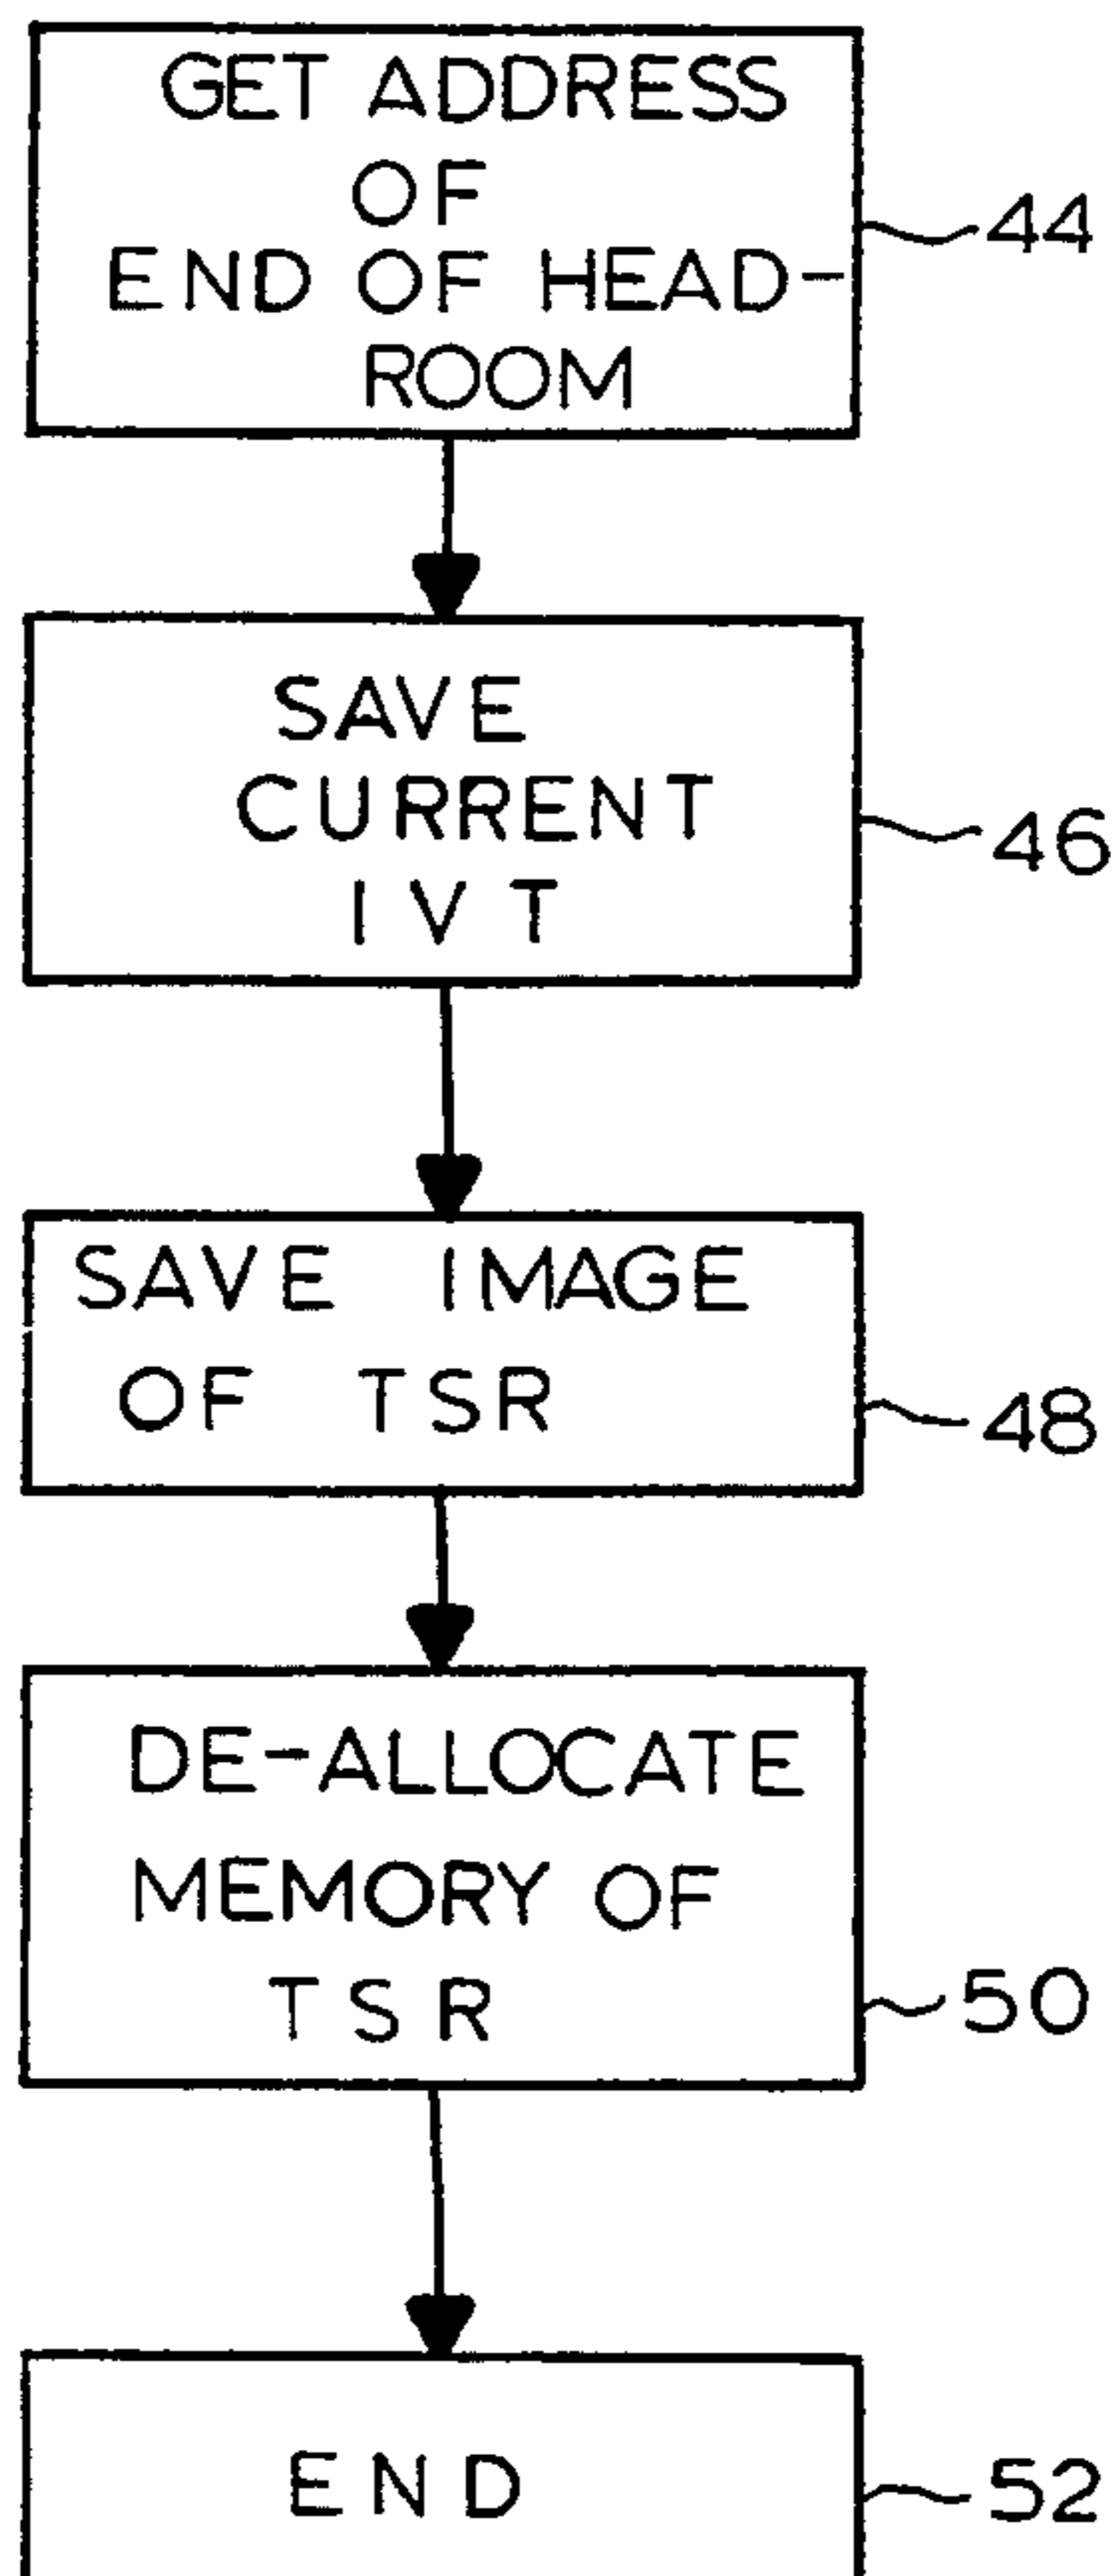 GET ADDRESS
OF
END OF HEAD-
ROOM
44
SAVE
CURRENT
IVT
46
SAVE IMAGE
OF TSR
48
DE-ALLOCATE
MEMORY OF
TSR
50
END
52